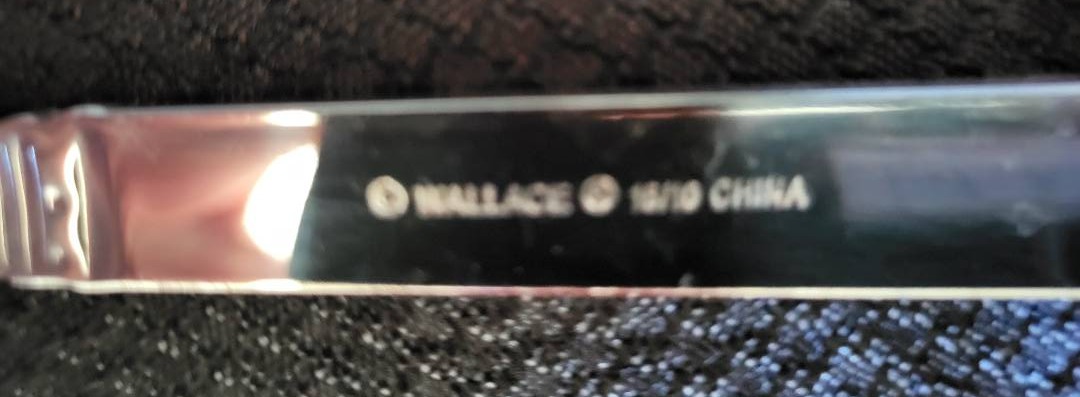 © WALLACE ® 18/10 CHINA